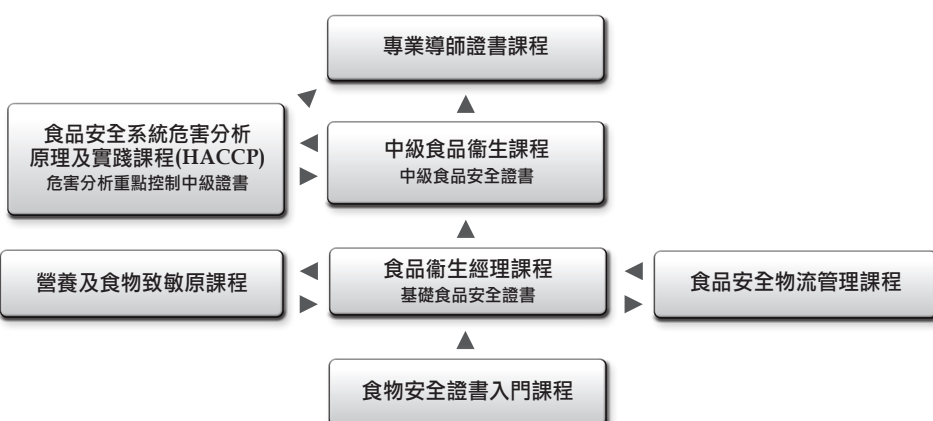 專業導師證書課程
食品安全系統危害分析
原理及實踐課程(HACCP)
危害分析重點控制中級證書
中級食品衞生課程
中級食品安全證書
營養及食物致敏原課程
食品衞生經理課程
基礎食品安全證書
食品安全物流管理課程
食物安全證書入門課程